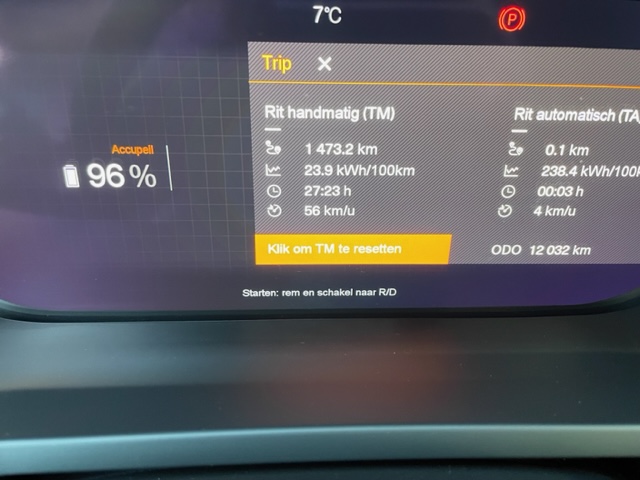 7°C
P
Trip ×
Rit handmatig (TM)
1 473.2 km
23.9 kWh/100km
27:23 h
56 km/u
Klik om TM te resetten
Rit automatisch (TA)
0.1 km
238.4 kWh/100k
00:03 h
4 km/u
ODO 12 032 km
Accupeil
96 %
Starten: rem en schakel naar R/D